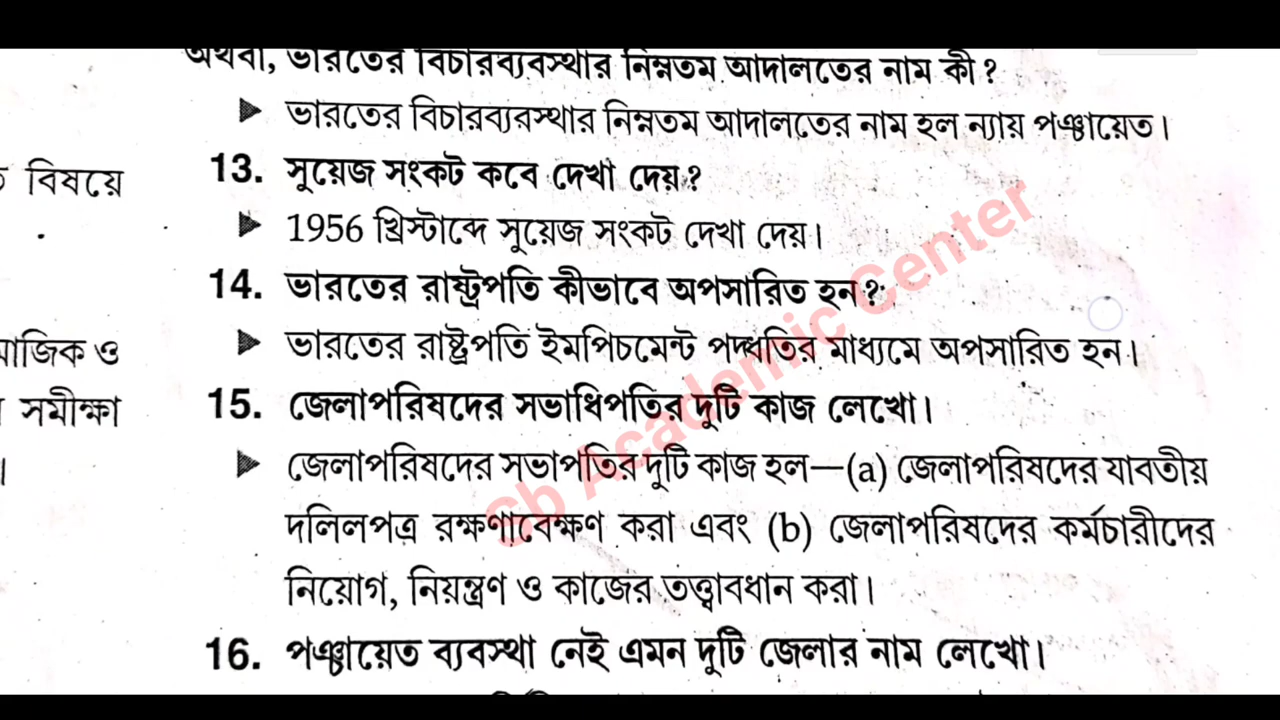 অথবা, ভারতের বিচারব্যবস্থার নিম্নতম আদালতের নাম কী?
ভারতের বিচারব্যবস্থার নিম্নতম আদালতের নাম হল ন্যায় পঞ্চায়েত।
বিষয়ে
13. সুয়েজ সংকট কবে দেখা দেয়?
1956 খ্রিস্টাব্দে সুয়েজ সংকট দেখা দেয়।
14. ভারতের রাষ্ট্রপতি কীভাবে অপসারিত হন?
ও
ভারতের রাষ্ট্রপতি ইমপিচমেন্ট পদ্ধতির মাধ্যমে অপসারিত হন।
সমীক্ষা
15. জেলাপরিষদের সভাধিপতির দুটি কাজ লেখো।
জেলাপরিষদের সভাপতির দুটি কাজ হল—(a) জেলাপরিষদের যাবতীয়
দলিলপত্র রক্ষণাবেক্ষণ করা এবং (b) জেলাপরিষদের কর্মচারীদের
নিয়োগ, নিয়ন্ত্রণ ও কাজের তত্ত্বাবধান করা।
16. পঞ্চায়েত ব্যবস্থা নেই এমন দুটি জেলার নাম লেখো।
Sb Academic Center